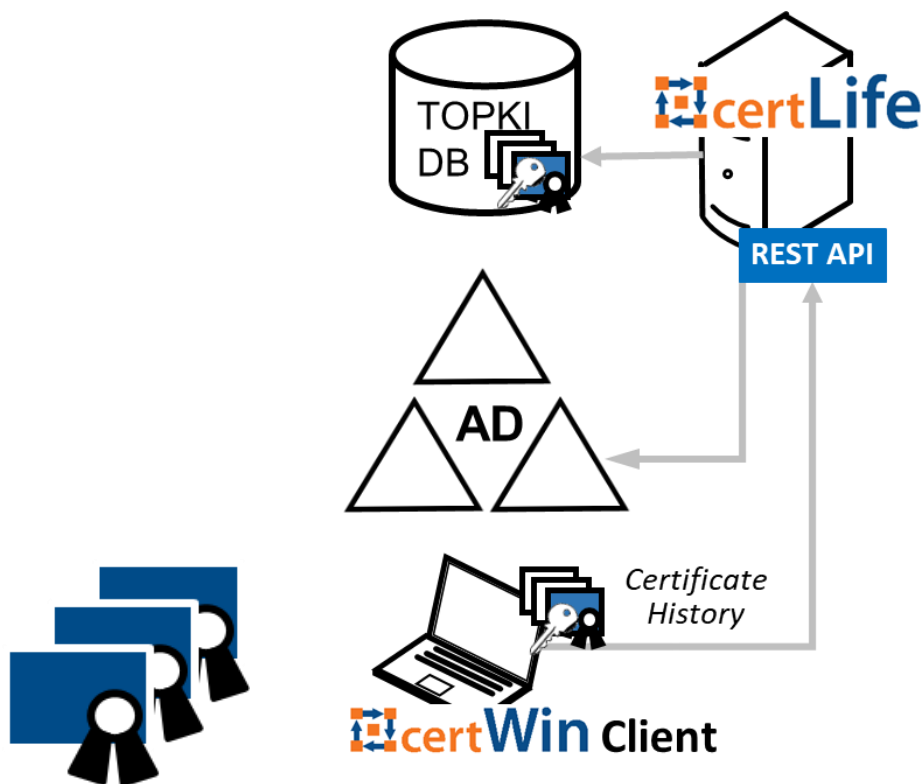 TOPKI
DB
certLife
REST API
AD
Certificate
History
certWin Client